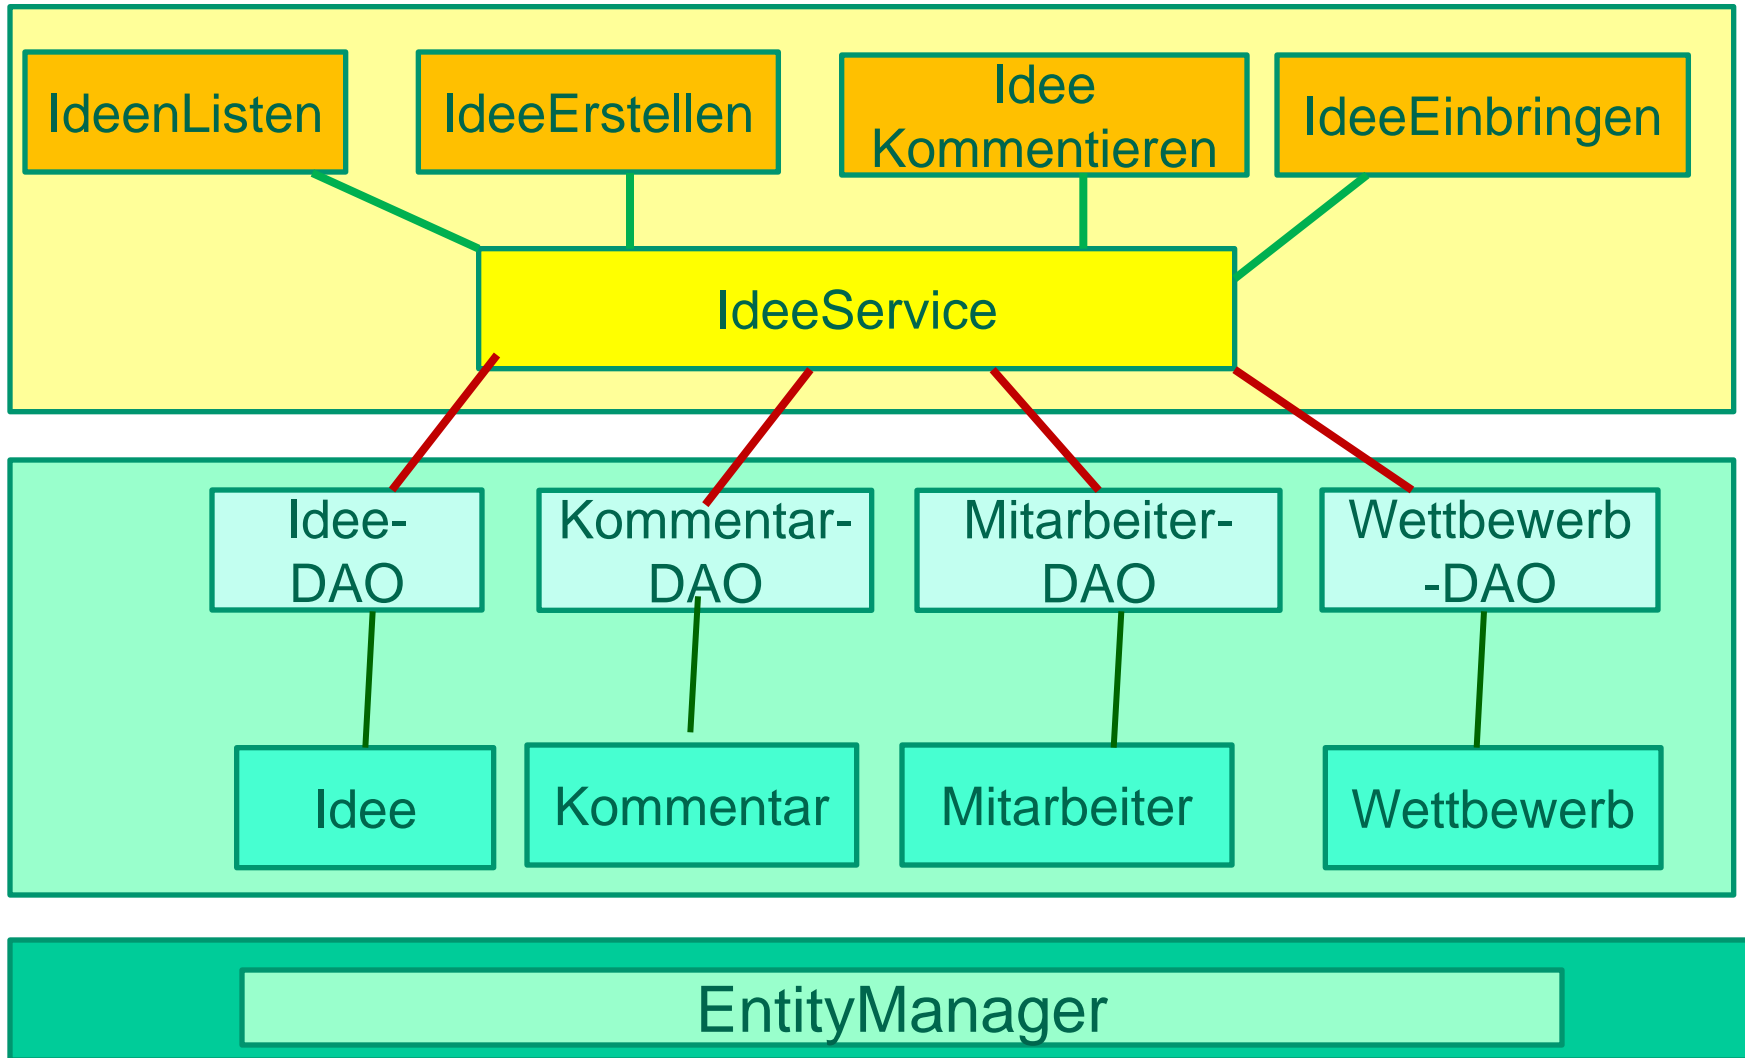 IdeenListen
IdeeErstellen
Idee
Kommentieren
IdeeEinbringen
IdeeService
Idee-
DAO
Kommentar-
DAO
Mitarbeiter-
DAO
Wettbewerb
-DAO
Idee
Kommentar
Mitarbeiter
Wettbewerb
EntityManager